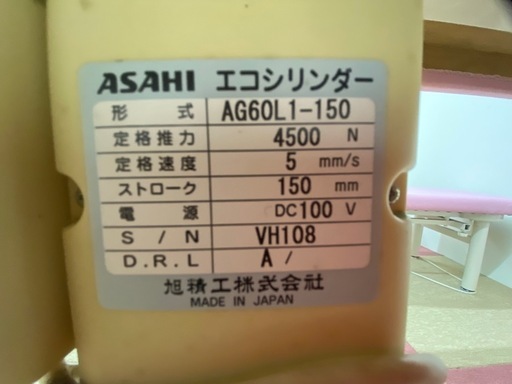 ASAHI エコシリンダー
形 式 AG60L1-150
定格推力 4500 N
定格速度 5 mm/s
ストローク 150 mm
電 源 DC100 V
S / N VH108
D.R.L A /
旭精工株式会社
MADE IN JAPAN